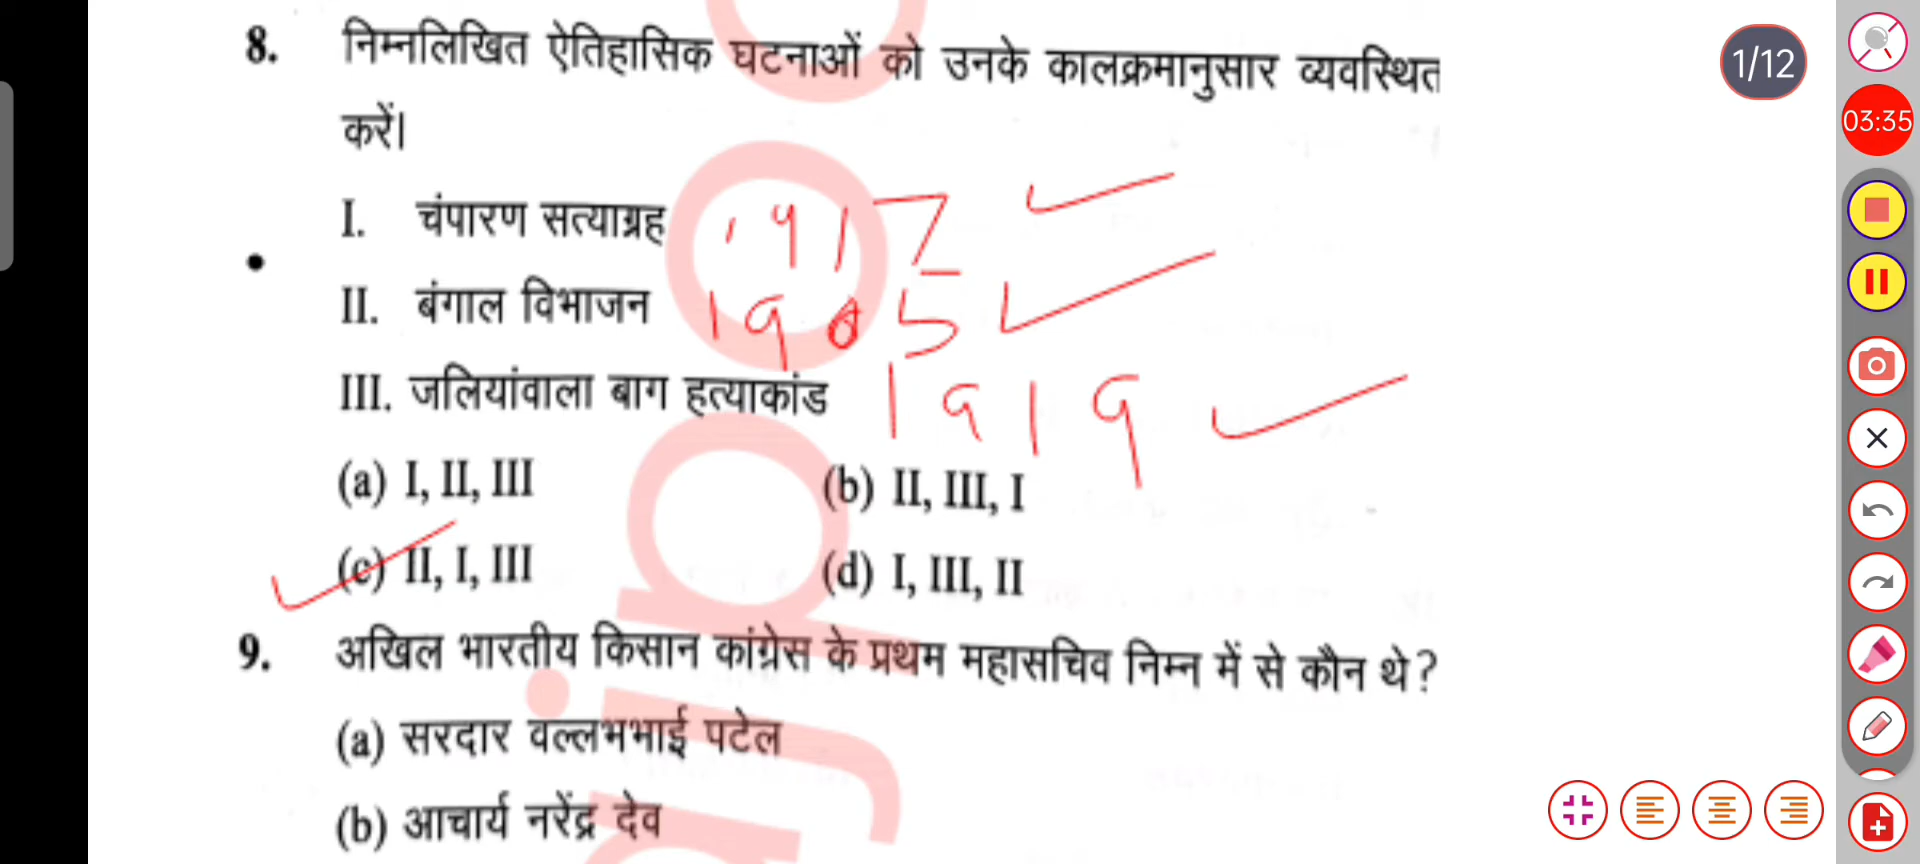 8. निम्नलिखित ऐतिहासिक घटनाओं को उनके कालक्रमानुसार व्यवस्थित
करें।
I. चंपारण सत्याग्रह 1917
II. बंगाल विभाजन 1905
III. जलियांवाला बाग हत्याकांड 1919
(a) I, II, III (b) II, III, I
(c) II, I, III (d) I, III, II
9. अखिल भारतीय किसान कांग्रेस के प्रथम महासचिव निम्न में से कौन थे?
(a) सरदार वल्लभभाई पटेल
(b) आचार्य नरेंद्र देव
1/12
03:35